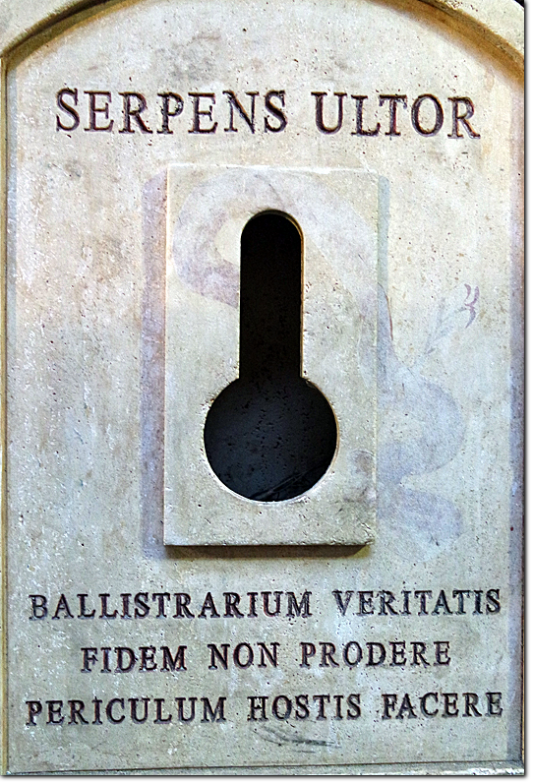 SERPENS ULTOR
BALLISTRARIUM VERITATIS
FIDEM NON PRODERE
PERICULUM HOSTIS FACERE